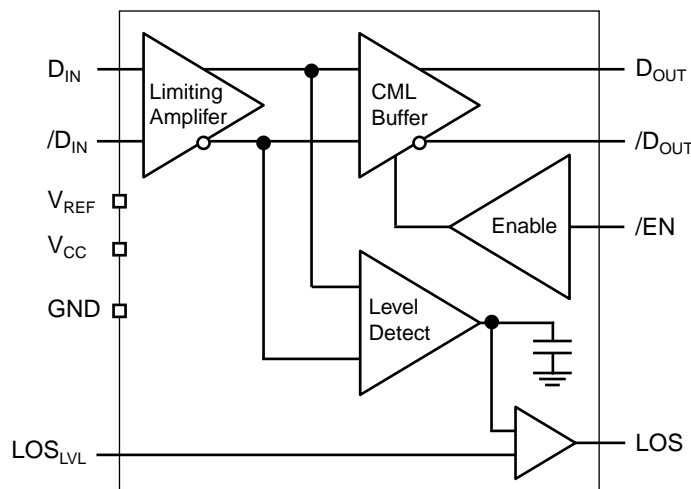 D_IN
Limiting
Amplifer
CML
Buffer
D_OUT
/D_IN
/D_OUT
V_REF
Enable
/EN
V_CC
GND
Level
Detect
LOS_LVL
LOS